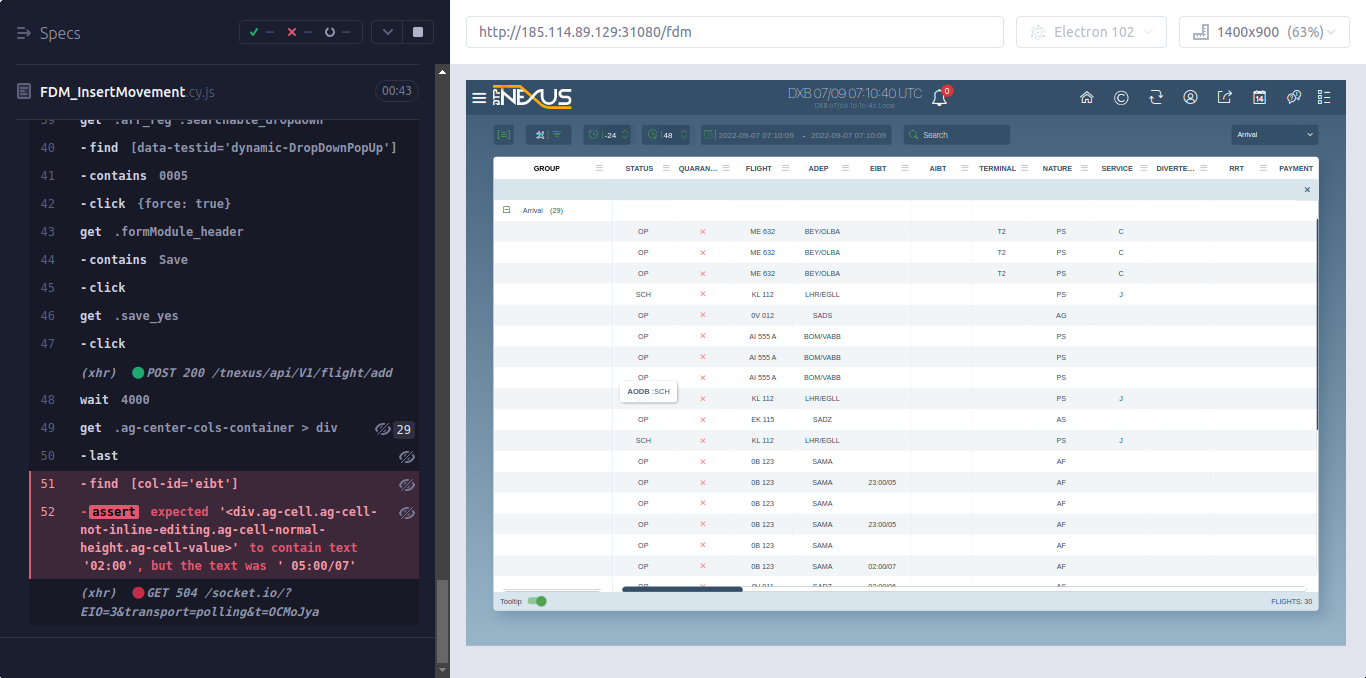 Specs
✓ -- ✕ -- --
FDM_InsertMovement.cy.js
00:43
39 get .arr_reg .searchable_dropdown
40 -find [data-testid='dynamic-DropDownPopUp']
41 -contains 0005
42 -click {force: true}
43 get .formModule_header
44 -contains Save
45 -click
46 get .save_yes
47 -click
(xhr) POST 200 /tnexus/api/V1/flight/add
48 wait 4000
49 get .ag-center-cols-container > div 29
50 -last
51 -find [col-id='eibt']
52 -assert expected '<div.ag-cell.ag-cell-
not-inline-editing.ag-cell-normal-
height.ag-cell-value>' to contain text
'02:00', but the text was ' 05:00/07'
(xhr) GET 504 /socket.io/?
EIO=3&transport=polling&t=OCMoJya
http://185.114.89.129:31080/fdm
Electron 102
1400x900 (63%)
NEXUS
DXB 07/09 07:10:40 UTC
0
14
-24
48
2022-09-07 07:10:09 - 2022-09-07 07:10:09
Search
Arrival
GROUP STATUS QUARAN... FLIGHT ADEP EIBT AIBT TERMINAL NATURE SERVICE DIVERTE... RRT PAYMENT
✕
Arrival (29)
OP ✕ ME 632 BEY/OLBA T2 PS C
OP ✕ ME 632 BEY/OLBA T2 PS C
OP ✕ ME 632 BEY/OLBA T2 PS C
SCH ✕ KL 112 LHR/EGLL PS J
OP ✕ 0V 012 SADS AG
OP ✕ AI 555 A BOM/VABB PS
OP ✕ AI 555 A BOM/VABB PS
OP ✕ AI 555 A BOM/VABB PS
AODB :SCH
✕ KL 112 LHR/EGLL PS J
OP ✕ EK 115 SADZ AS
SCH ✕ KL 112 LHR/EGLL PS J
OP ✕ 0B 123 SAMA AF
OP ✕ 0B 123 SAMA 23:00/05 AF
OP ✕ 0B 123 SAMA AF
OP ✕ 0B 123 SAMA 23:00/05 AF
OP ✕ 0B 123 SAMA AF
OP ✕ 0B 123 SAMA 02:00/07 AF
OP ✕ 0V 011 SADZ 02:00/06 AS
Tooltip
FLIGHTS: 30